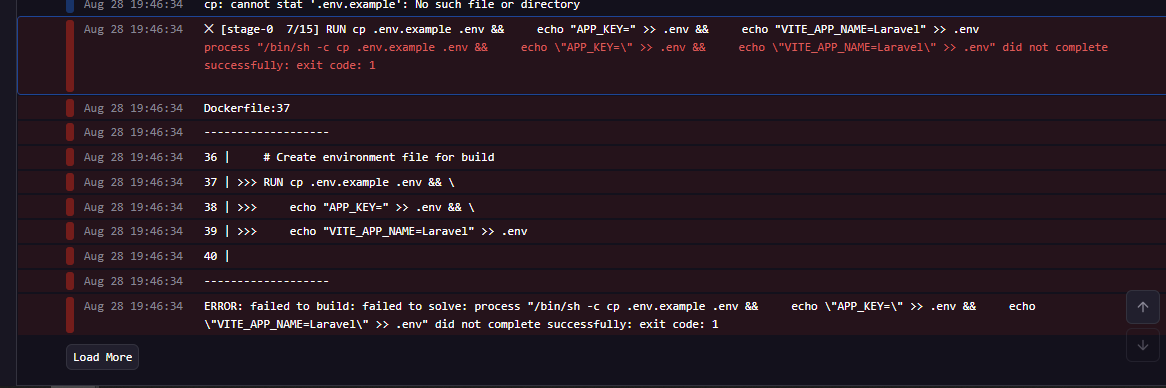 Aug 28 19:46:34 cp: cannot stat '.env.example': No such file or directory
Aug 28 19:46:34 ✕ [stage-0  7/15] RUN cp .env.example .env &&     echo "APP_KEY=" >> .env &&     echo "VITE_APP_NAME=Laravel" >> .env
process "/bin/sh -c cp .env.example .env &&     echo \"APP_KEY=\" >> .env &&     echo \"VITE_APP_NAME=Laravel\" >> .env" did not complete
successfully: exit code: 1
Aug 28 19:46:34 Dockerfile:37
Aug 28 19:46:34 -------------------
Aug 28 19:46:34 36 |     # Create environment file for build
Aug 28 19:46:34 37 | >>> RUN cp .env.example .env && \
Aug 28 19:46:34 38 | >>>     echo "APP_KEY=" >> .env && \
Aug 28 19:46:34 39 | >>>     echo "VITE_APP_NAME=Laravel" >> .env
Aug 28 19:46:34 40 |
Aug 28 19:46:34 -------------------
Aug 28 19:46:34 ERROR: failed to build: failed to solve: process "/bin/sh -c cp .env.example .env &&     echo \"APP_KEY=\" >> .env &&     echo
\"VITE_APP_NAME=Laravel\" >> .env" did not complete successfully: exit code: 1
Load More